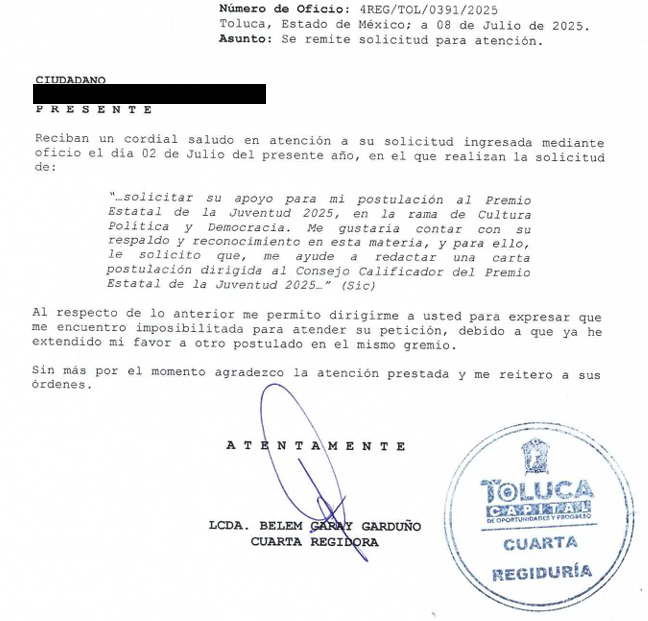 Número de Oficio: 4REG/TOL/0391/2025
Toluca, Estado de México; a 08 de Julio de 2025.
Asunto: Se remite solicitud para atención.
CIUDADANO
P R E S E N T E
Reciban un cordial saludo en atención a su solicitud ingresada mediante
oficio el día 02 de Julio del presente año, en el que realizan la solicitud
de:
“…solicitar su apoyo para mi postulación al Premio
Estatal de la Juventud 2025, en la rama de Cultura
Política y Democracia. Me gustaría contar con su
respaldo y reconocimiento en esta materia, y para ello,
le solicito que, me ayude a redactar una carta
postulación dirigida al Consejo Calificador del Premio
Estatal de la Juventud 2025…” (Sic)
Al respecto de lo anterior me permito dirigirme a usted para expresar que
me encuentro imposibilitada para atender su petición, debido a que ya he
extendido mi favor a otro postulado en el mismo gremio.
Sin más por el momento agradezco la atención prestada y me reitero a sus
órdenes.
A T E N T A M E N T E
LCDA. BELEM GARAY GARDUÑO
CUARTA REGIDORA
TOLUCA
CAPITAL
DE OPORTUNIDADES Y PROGRESO
CUARTA
REGIDURÍA